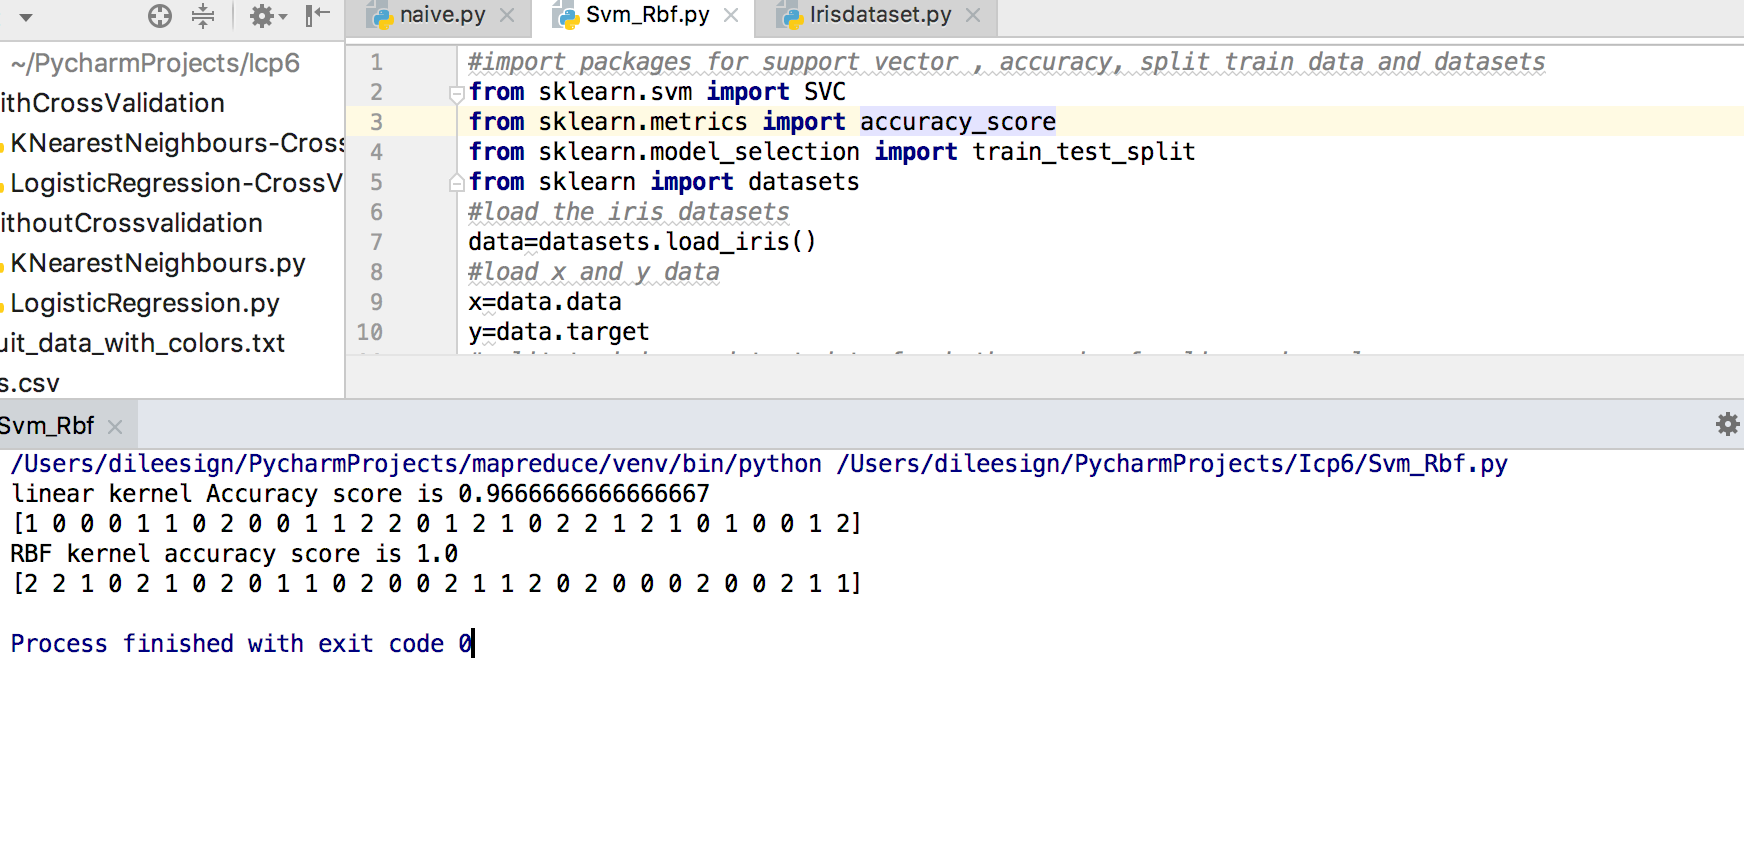 naive.py
Svm_Rbf.py
Irisdataset.py
~/PycharmProjects/Icp6
ithCrossValidation
KNearestNeighbours-Cross
LogisticRegression-CrossV
ithoutCrossvalidation
KNearestNeighbours.py
LogisticRegression.py
uit_data_with_colors.txt
s.csv
1 #import packages for support vector , accuracy, split train data and datasets
2 from sklearn.svm import SVC
3 from sklearn.metrics import accuracy_score
4 from sklearn.model_selection import train_test_split
5 from sklearn import datasets
6 #load the iris datasets
7 data=datasets.load_iris()
8 #load x and y data
9 x=data.data
10 y=data.target
Svm_Rbf
/Users/dileesign/PycharmProjects/mapreduce/venv/bin/python /Users/dileesign/PycharmProjects/Icp6/Svm_Rbf.py
linear kernel Accuracy score is 0.9666666666666667
[1 0 0 0 1 1 0 2 0 0 1 1 2 2 0 1 2 1 0 2 2 1 2 1 0 1 0 0 1 2]
RBF kernel accuracy score is 1.0
[2 2 1 0 2 1 0 2 0 1 1 0 2 0 0 2 1 1 2 0 2 0 0 0 2 0 0 2 1 1]
Process finished with exit code 0